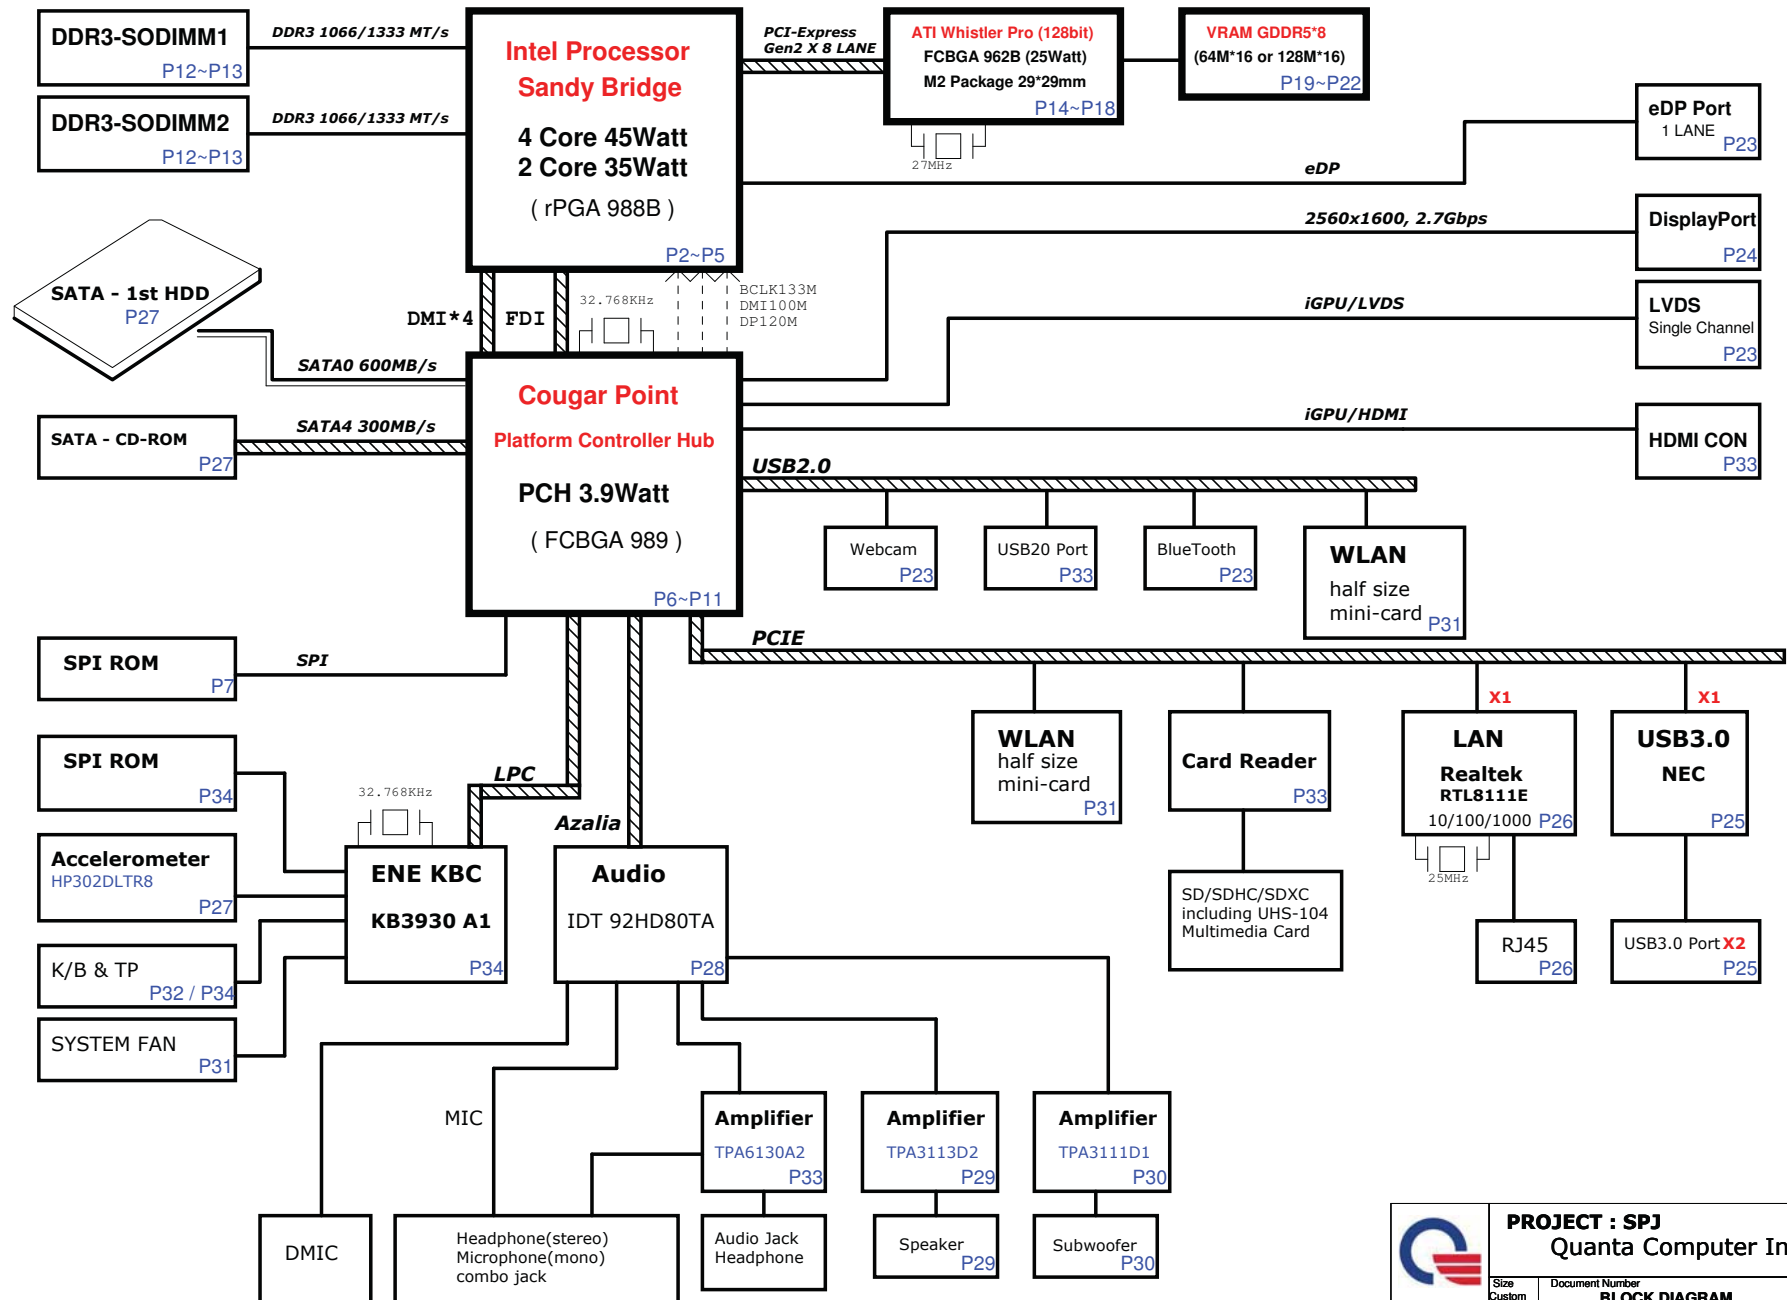 DDR3-SODIMM1
P12~P13
DDR3 1066/1333 MT/s
DDR3-SODIMM2
P12~P13
DDR3 1066/1333 MT/s
Intel Processor
Sandy Bridge
4 Core 45Watt
2 Core 35Watt
( rPGA 988B )
P2~P5
PCI-Express
Gen2 X 8 LANE
ATI Whistler Pro (128bit)
FCBGA 962B (25Watt)
M2 Package 29*29mm
P14~P18
27MHz
VRAM GDDR5*8
(64M*16 or 128M*16)
P19~P22
eDP
eDP Port
1 LANE
P23
2560x1600, 2.7Gbps
DisplayPort
P24
iGPU/LVDS
LVDS
Single Channel
P23
iGPU/HDMI
HDMI CON
P33
SATA - 1st HDD
P27
SATA0 600MB/s
SATA - CD-ROM
P27
SATA4 300MB/s
DMI*4
FDI
32.768KHz
BCLK133M
DMI100M
DP120M
Cougar Point
Platform Controller Hub
PCH 3.9Watt
( FCBGA 989 )
P6~P11
USB2.0
Webcam
P23
USB20 Port
P33
BlueTooth
P23
WLAN
half size
mini-card
P31
PCIE
WLAN
half size
mini-card
P31
Card Reader
P33
SD/SDHC/SDXC
including UHS-104
Multimedia Card
X1
LAN
Realtek
RTL8111E
10/100/1000
P26
25MHz
RJ45
P26
X1
USB3.0
NEC
P25
USB3.0 Port X2
P25
SPI ROM
P7
SPI
SPI ROM
P34
Accelerometer
HP302DLTR8
P27
K/B & TP
P32 / P34
SYSTEM FAN
P31
LPC
32.768KHz
ENE KBC
KB3930 A1
P34
Azalia
Audio
IDT 92HD80TA
P28
MIC
DMIC
Headphone(stereo)
Microphone(mono)
combo jack
Amplifier
TPA6130A2
P33
Audio Jack
Headphone
Amplifier
TPA3113D2
P29
Speaker
P29
Amplifier
TPA3111D1
P30
Subwoofer
P30
PROJECT : SPJ
Quanta Computer In
Size
Custom
Document Number
BLOCK DIAGRAM